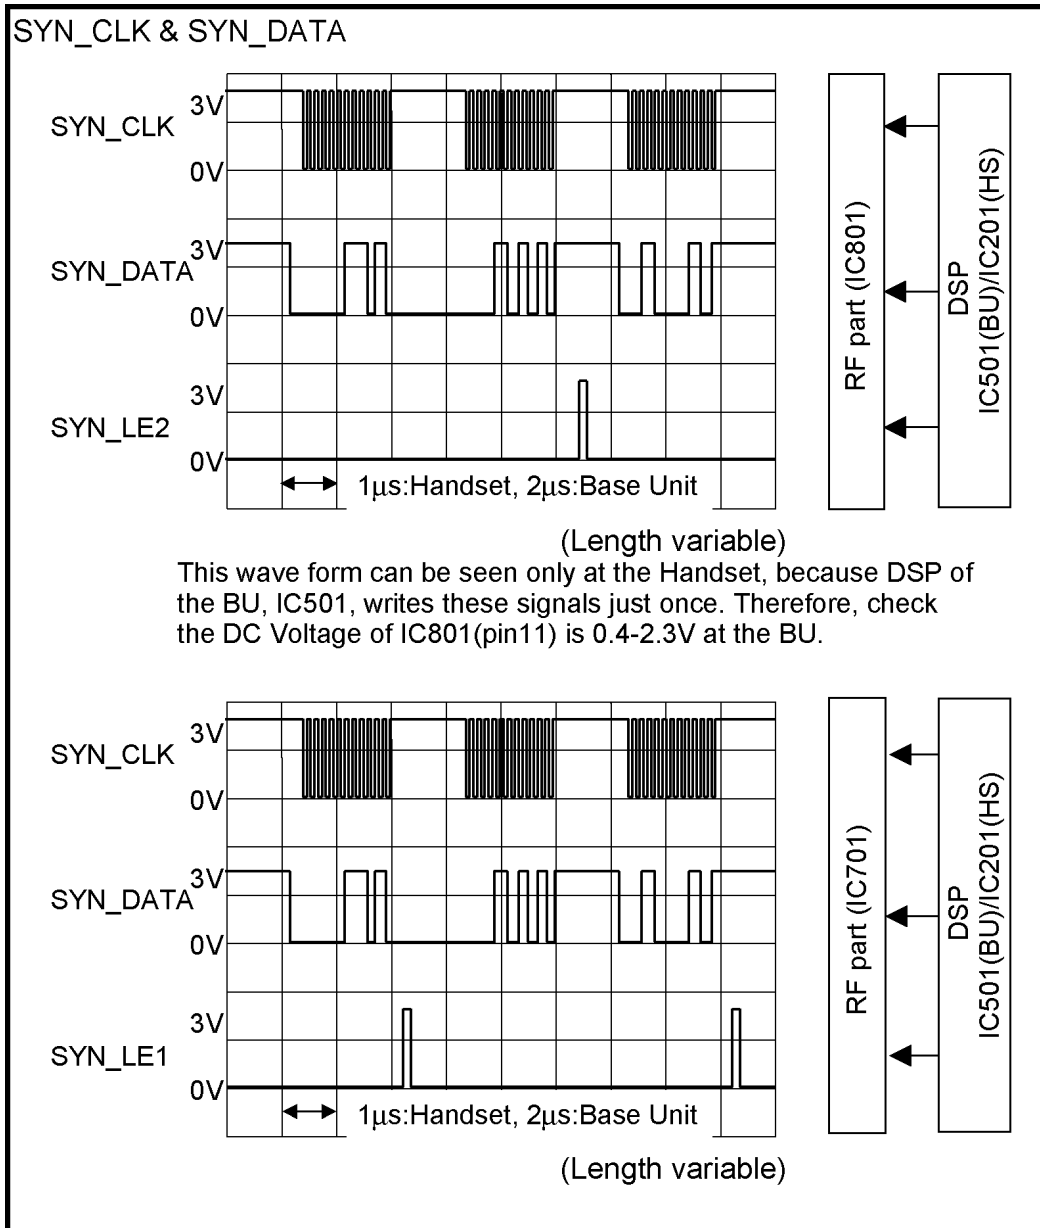 SYN_CLK & SYN_DATA
3V
SYN_CLK
0V
3V
SYN_DATA
0V
3V
SYN_LE2
0V
1μs:Handset, 2μs:Base Unit
(Length variable)
RF part (IC801)
DSP
IC501(BU)/IC201(HS)
This wave form can be seen only at the Handset, because DSP of
the BU, IC501, writes these signals just once. Therefore, check
the DC Voltage of IC801(pin11) is 0.4-2.3V at the BU.
3V
SYN_CLK
0V
3V
SYN_DATA
0V
3V
SYN_LE1
0V
1μs:Handset, 2μs:Base Unit
(Length variable)
RF part (IC701)
DSP
IC501(BU)/IC201(HS)